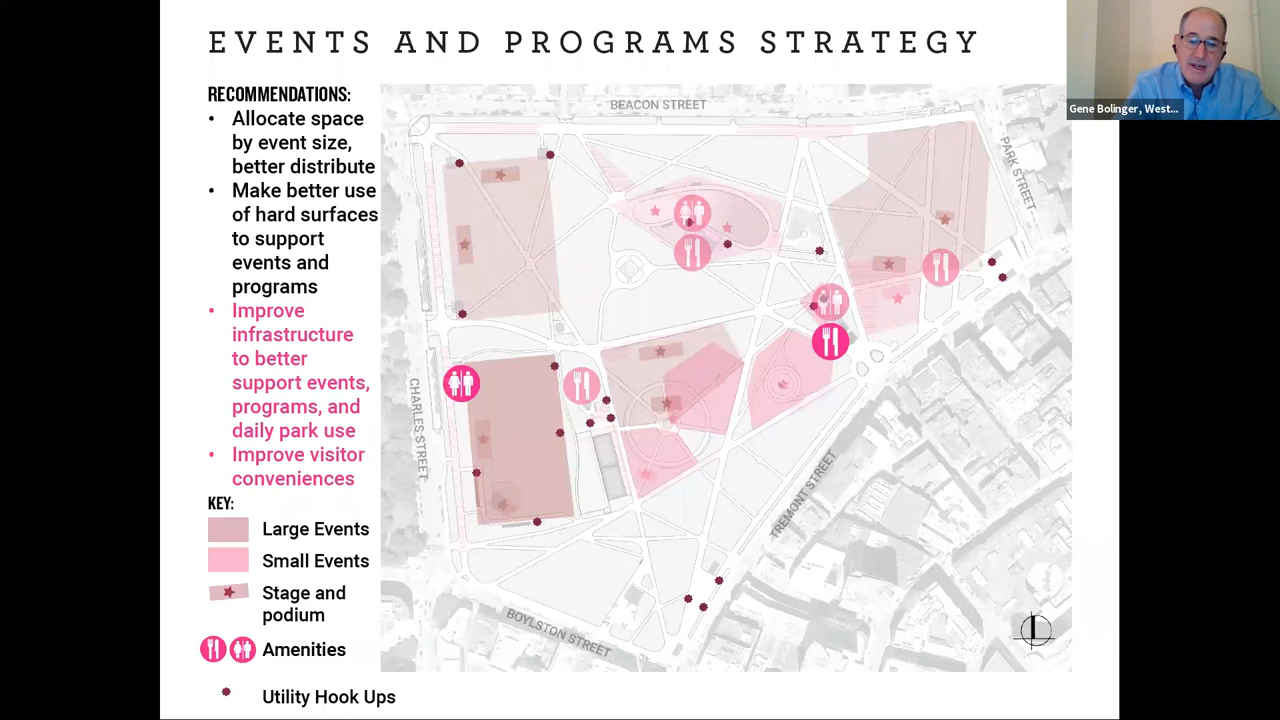 EVENTS AND PROGRAMS STRATEGY
Gene Bolinger, West...
RECOMMENDATIONS:
• Allocate space
by event size,
better distribute
• Make better use
of hard surfaces
to support
events and
programs
• Improve
infrastructure
to better
support events,
programs, and
daily park use
• Improve visitor
conveniences
KEY:
Large Events
Small Events
Stage and
podium
Amenities
Utility Hook Ups
BEACON STREET
PARK STREET
CHARLES STREET
TREMONT STREET
BOYLSTON STREET